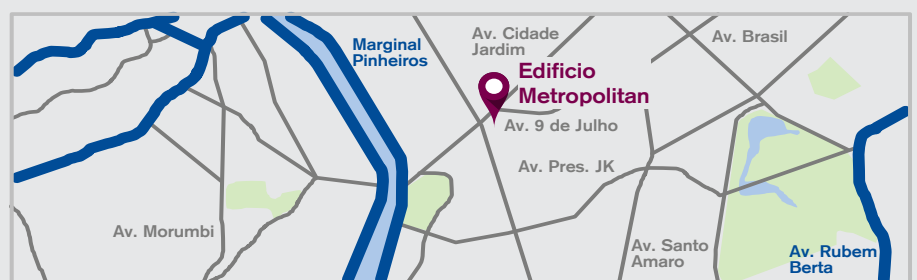 Av. Cidade
Jardim
Av. Brasil
Marginal
Pinheiros
Edificio
Metropolitan
Av. 9 de Julho
Av. Pres. JK
Av. Morumbi
Av. Santo
Amaro
Av. Rubem
Berta